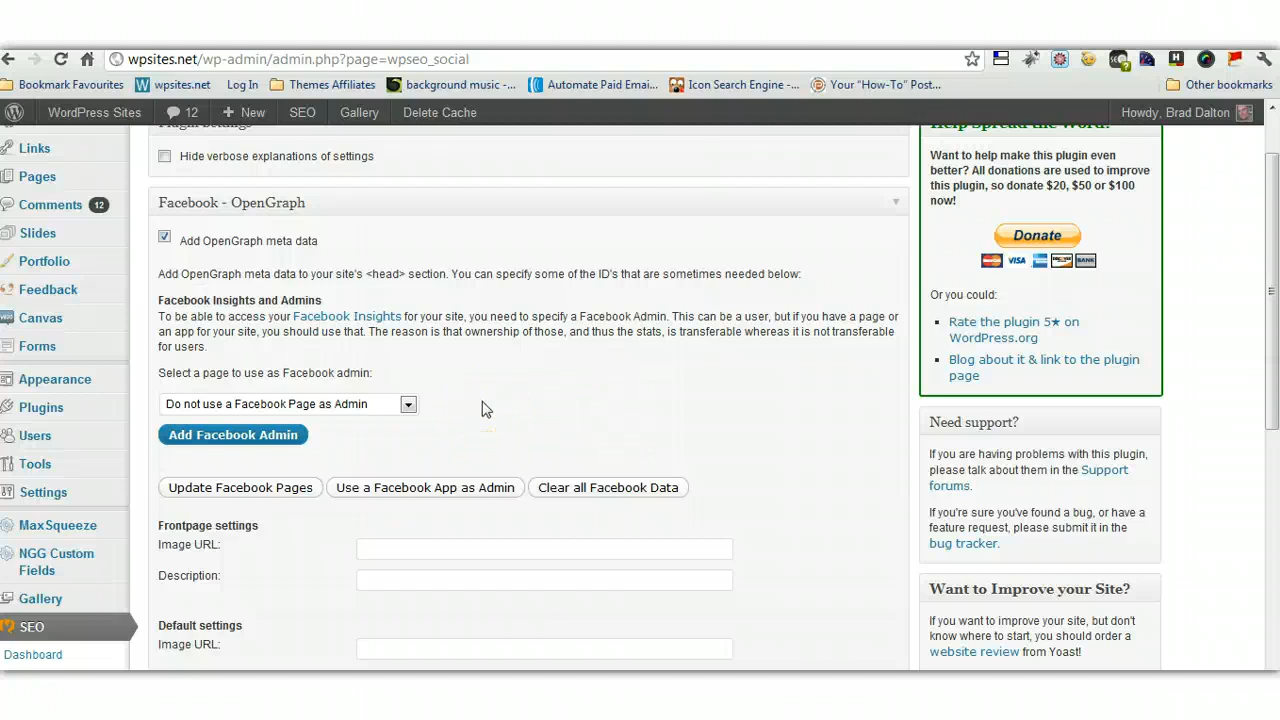 wpsites.net/wp-admin/admin.php?page=wpseo_social
Bookmark Favourites wpsites.net Log In Themes Affiliates background music -... Automate Paid Emai... Icon Search Engine -... Your “How-To” Post... Other bookmarks
WordPress Sites 12 + New SEO Gallery Delete Cache Howdy, Brad Dalton
Links
Pages
Comments 12
Slides
Portfolio
Feedback
Canvas
Forms
Appearance
Plugins
Users
Tools
Settings
MaxSqueeze
NGG Custom
Fields
Gallery
SEO
Dashboard
Plugin Settings
Hide verbose explanations of settings
Facebook - OpenGraph
Add OpenGraph meta data
Add OpenGraph meta data to your site's <head> section. You can specify some of the ID's that are sometimes needed below:
Facebook Insights and Admins
To be able to access your Facebook Insights for your site, you need to specify a Facebook Admin. This can be a user, but if you have a page or
an app for your site, you should use that. The reason is that ownership of those, and thus the stats, is transferable whereas it is not transferable
for users.
Select a page to use as Facebook admin:
Do not use a Facebook Page as Admin
Add Facebook Admin
Update Facebook Pages Use a Facebook App as Admin Clear all Facebook Data
Frontpage settings
Image URL:
Description:
Default settings
Image URL:
Help Spread the Word!
Want to help make this plugin even
better? All donations are used to improve
this plugin, so donate $20, $50 or $100
now!
Donate
VISA BANK
Or you could:
Rate the plugin 5★ on
WordPress.org
Blog about it & link to the plugin
page
Need support?
If you are having problems with this plugin,
please talk about them in the Support
forums.
If you're sure you've found a bug, or have a
feature request, please submit it in the
bug tracker.
Want to Improve your Site?
If you want to improve your site, but don't
know where to start, you should order a
website review from Yoast!